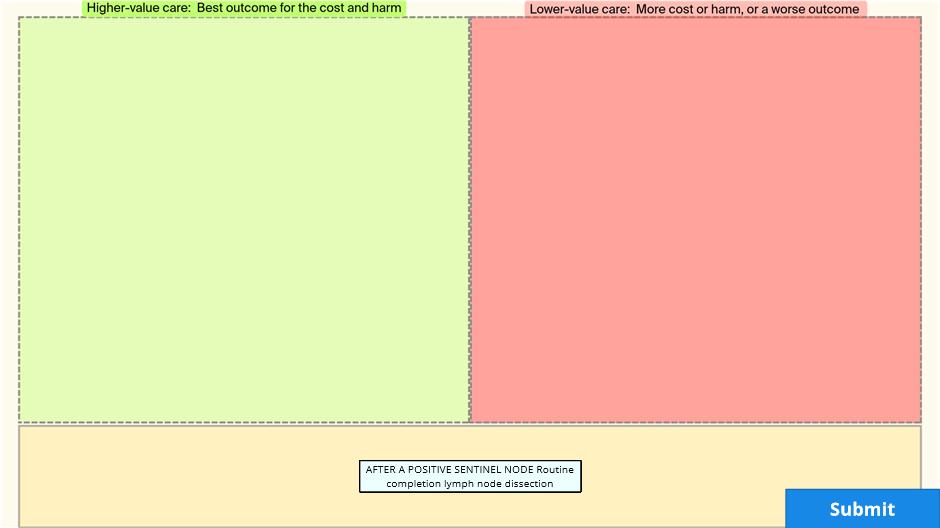 Higher-value care:  Best outcome for the cost and harm
Lower-value care:  More cost or harm, or a worse outcome
AFTER A POSITIVE SENTINEL NODE Routine
completion lymph node dissection
Submit